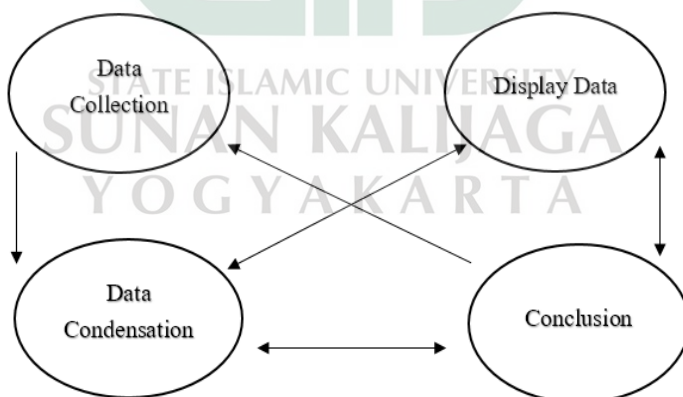 Data
Collection
Display Data
STATE ISLAMIC UNIVERSITY
SUNAN KALIJAGA
YOGYAKARTA
Data
Condensation
Conclusion